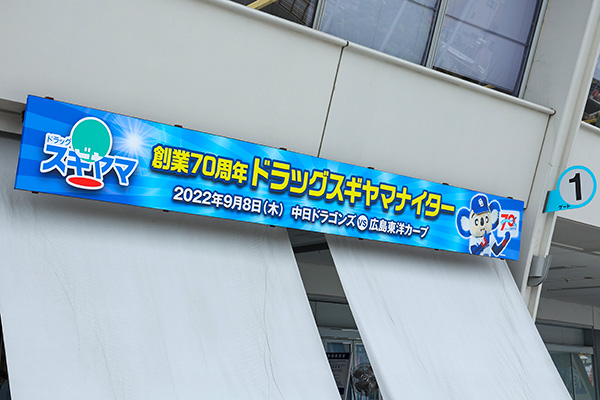 ドラッグ
スギヤマ
創業70周年 ドラッグスギヤマナイター
2022年9月8日(木) 中日ドラゴンズ VS 広島東洋カープ
70
1
ゲート